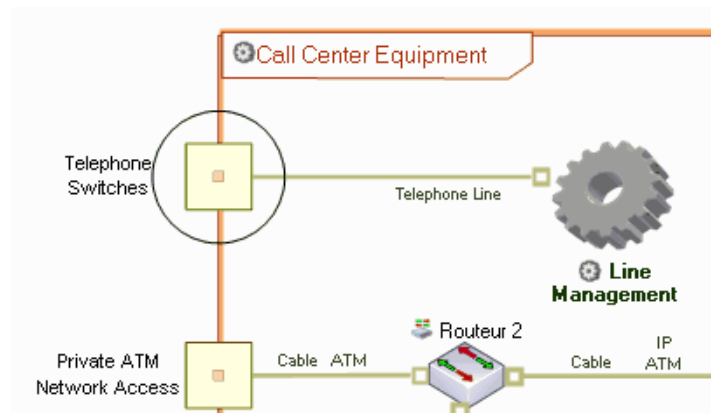 Call Center Equipment
Telephone
Switches
Telephone Line
Line
Management
Routeur 2
Private ATM
Network Access
Cable ATM
Cable
IP
ATM